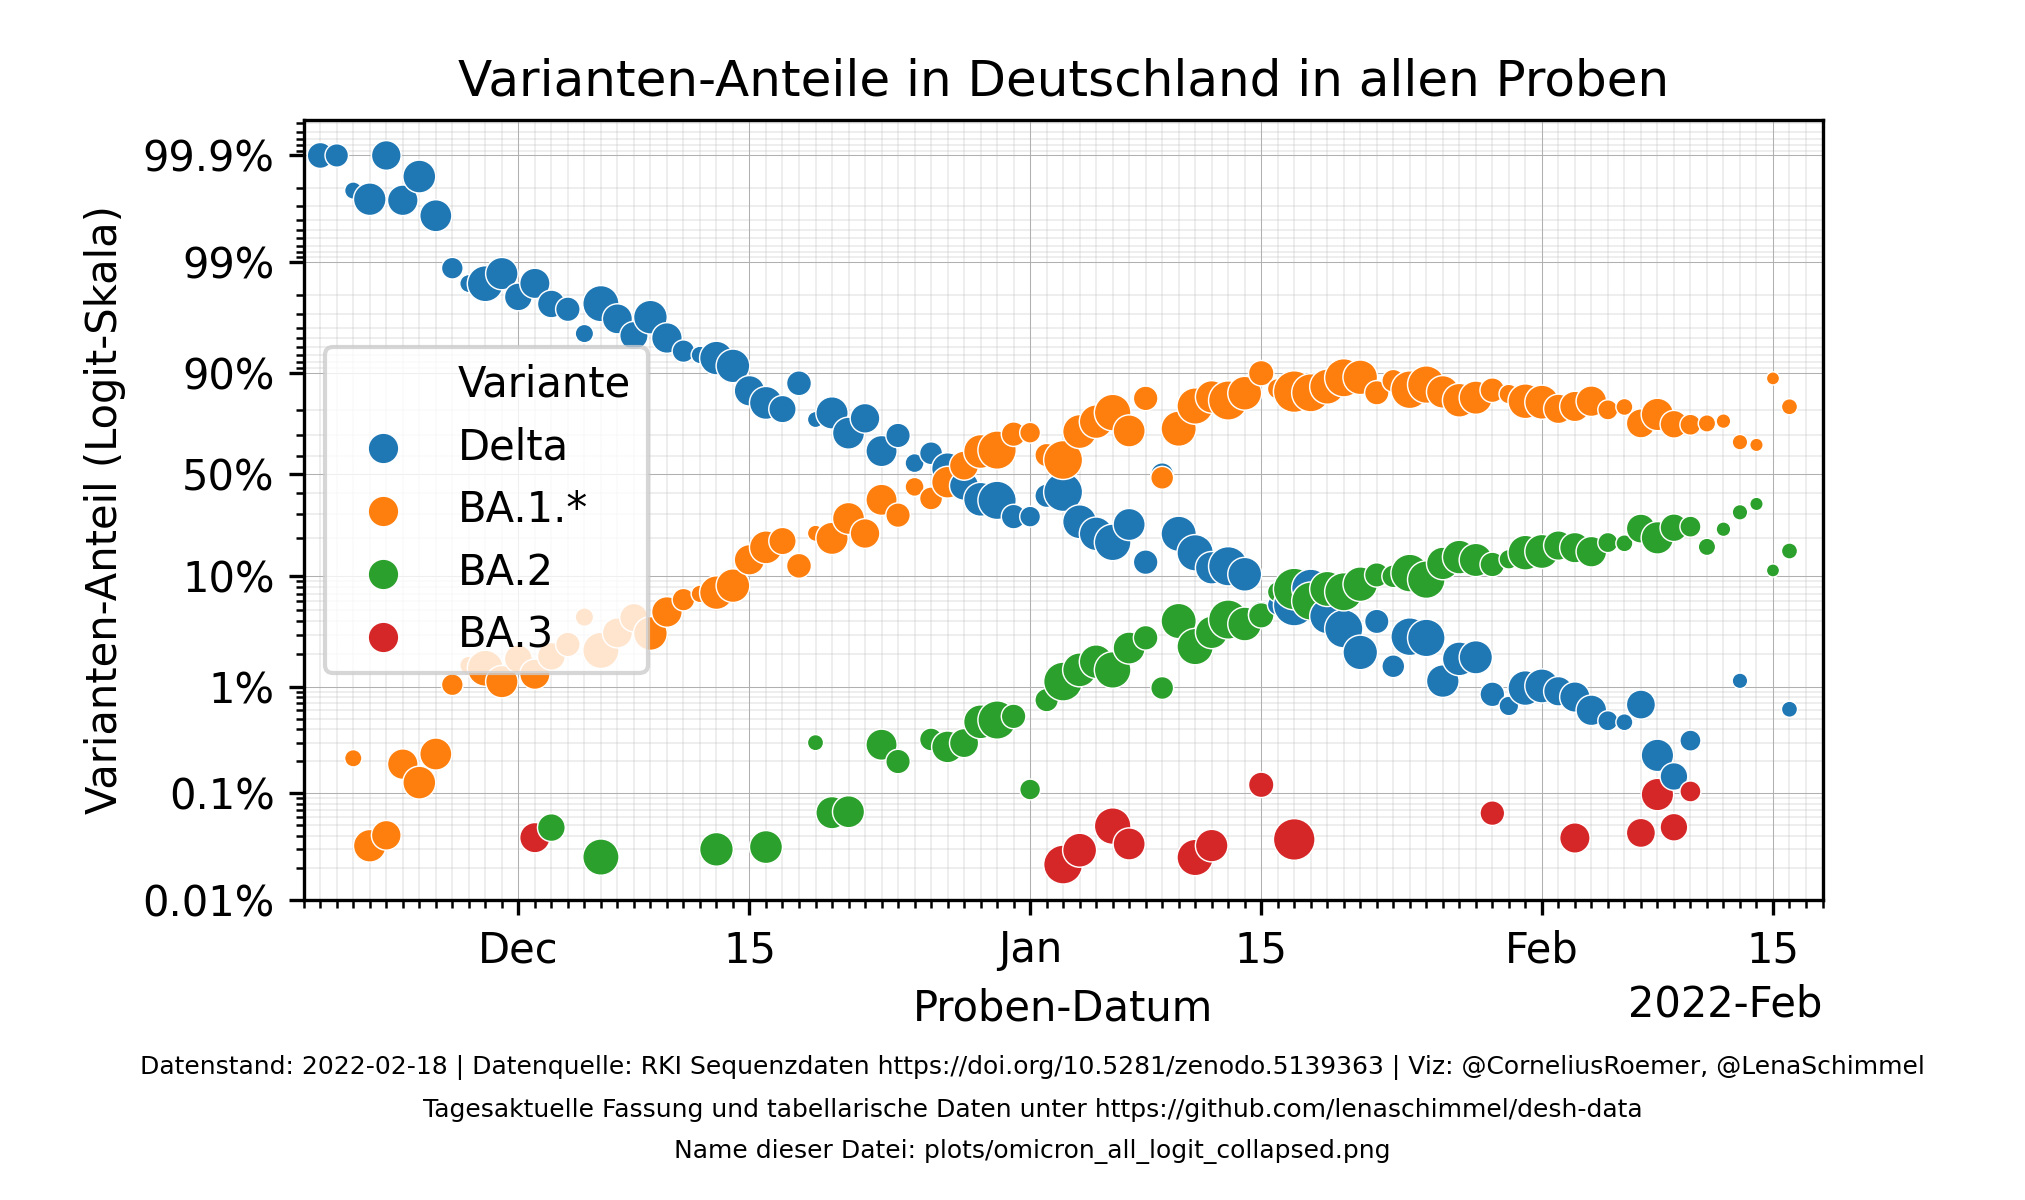 Varianten-Anteile in Deutschland in allen Proben
Varianten-Anteil (Logit-Skala)
99.9%
99%
90%
50%
10%
1%
0.1%
0.01%
Variante
Delta
BA.1.*
BA.2
BA.3
Dec 15 Jan 15 Feb 15
Proben-Datum
2022-Feb
Datenstand: 2022-02-18 | Datenquelle: RKI Sequenzdaten https://doi.org/10.5281/zenodo.5139363 | Viz: @CorneliusRoemer, @LenaSchimmel
Tagesaktuelle Fassung und tabellarische Daten unter https://github.com/lenaschimmel/desh-data
Name dieser Datei: plots/omicron_all_logit_collapsed.png